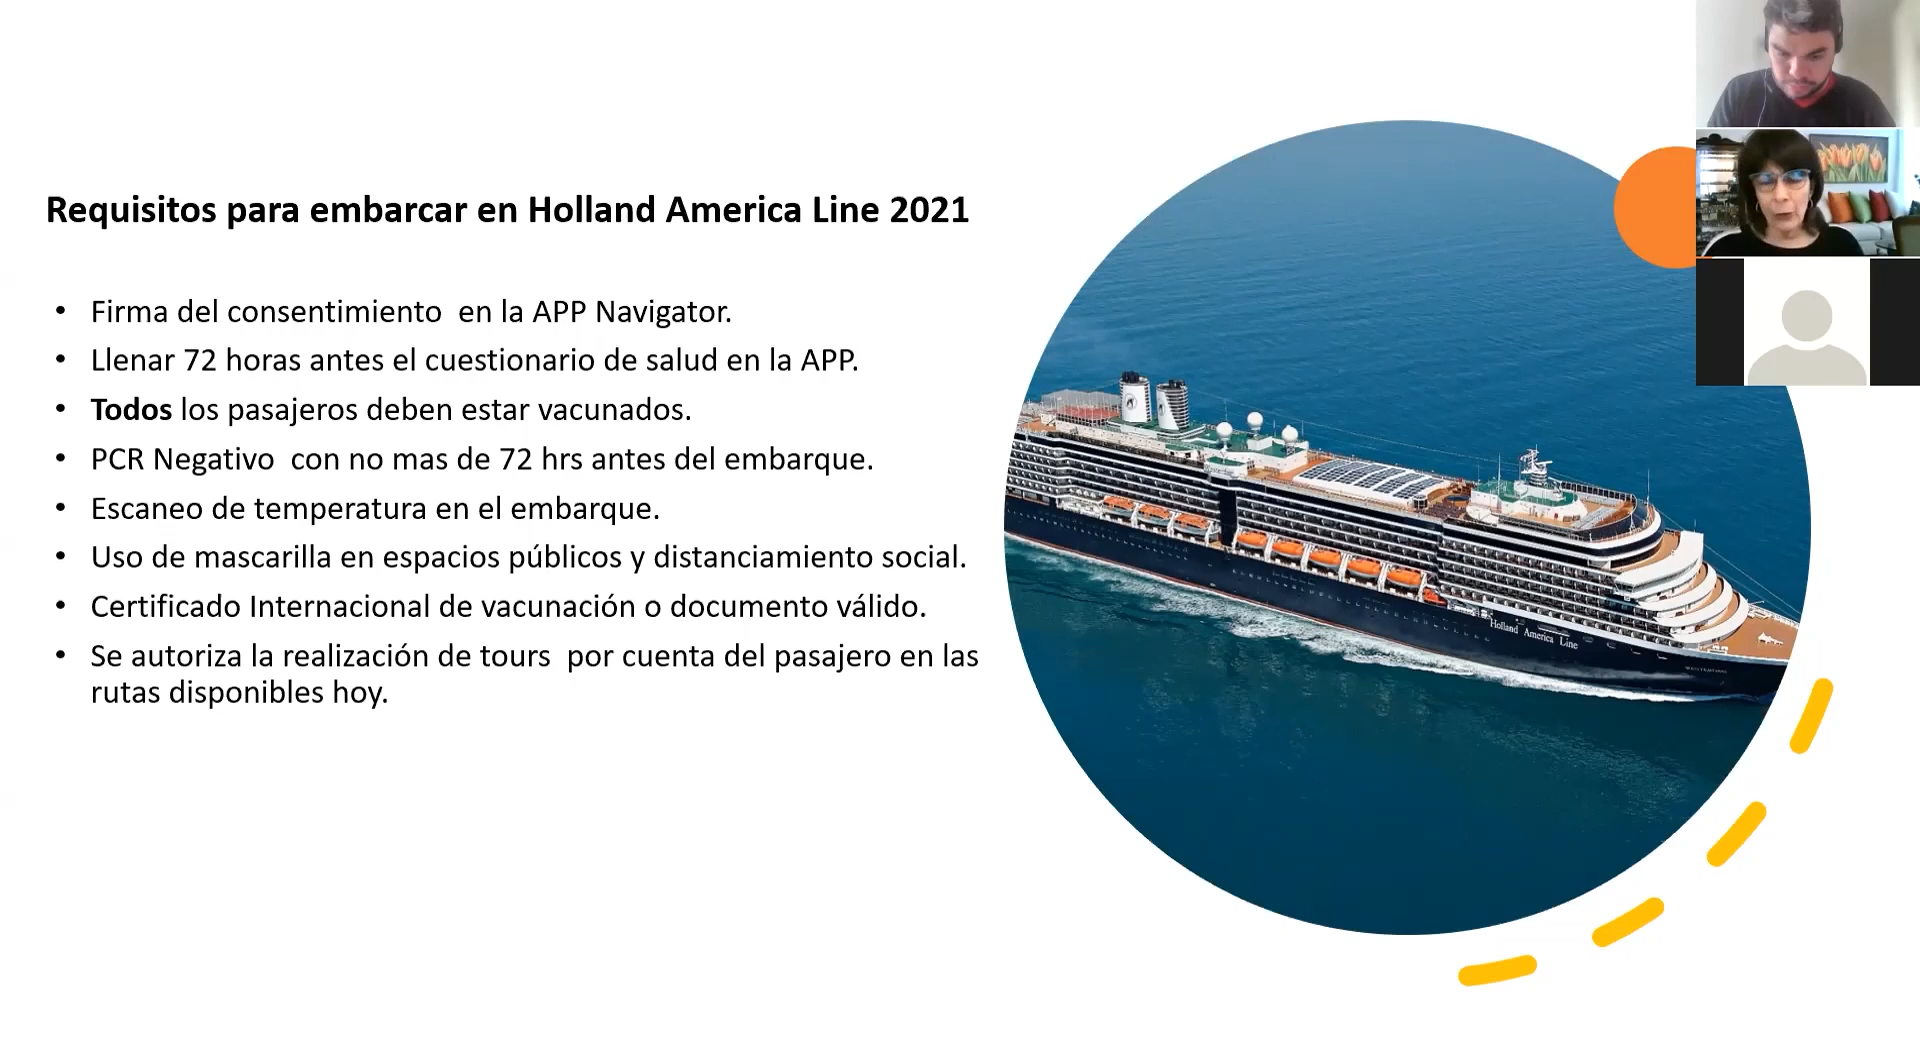 Requisitos para embarcar en Holland America Line 2021
• Firma del consentimiento  en la APP Navigator.
• Llenar 72 horas antes el cuestionario de salud en la APP.
• Todos los pasajeros deben estar vacunados.
• PCR Negativo  con no mas de 72 hrs antes del embarque.
• Escaneo de temperatura en el embarque.
• Uso de mascarilla en espacios públicos y distanciamiento social.
• Certificado Internacional de vacunación o documento válido.
• Se autoriza la realización de tours  por cuenta del pasajero en las
rutas disponibles hoy.
Holland America Line